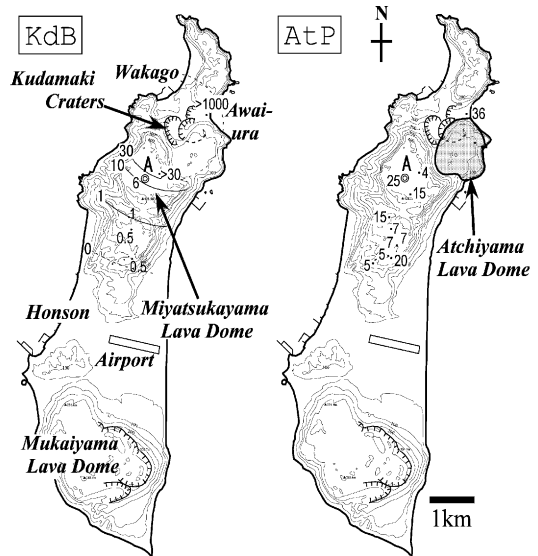 KdB
Kudamaki
Craters
Wakago
>1000
Awai-
ura
30
10
A
>30
6
1
1
0.5
0
0.5
Honson
Miyatsukayama
Lava Dome
Airport
Mukaiyama
Lava Dome
AtP
N
36
A
4
25
15
15
7
7
7
5
20
5
Atchiyama
Lava Dome
1km